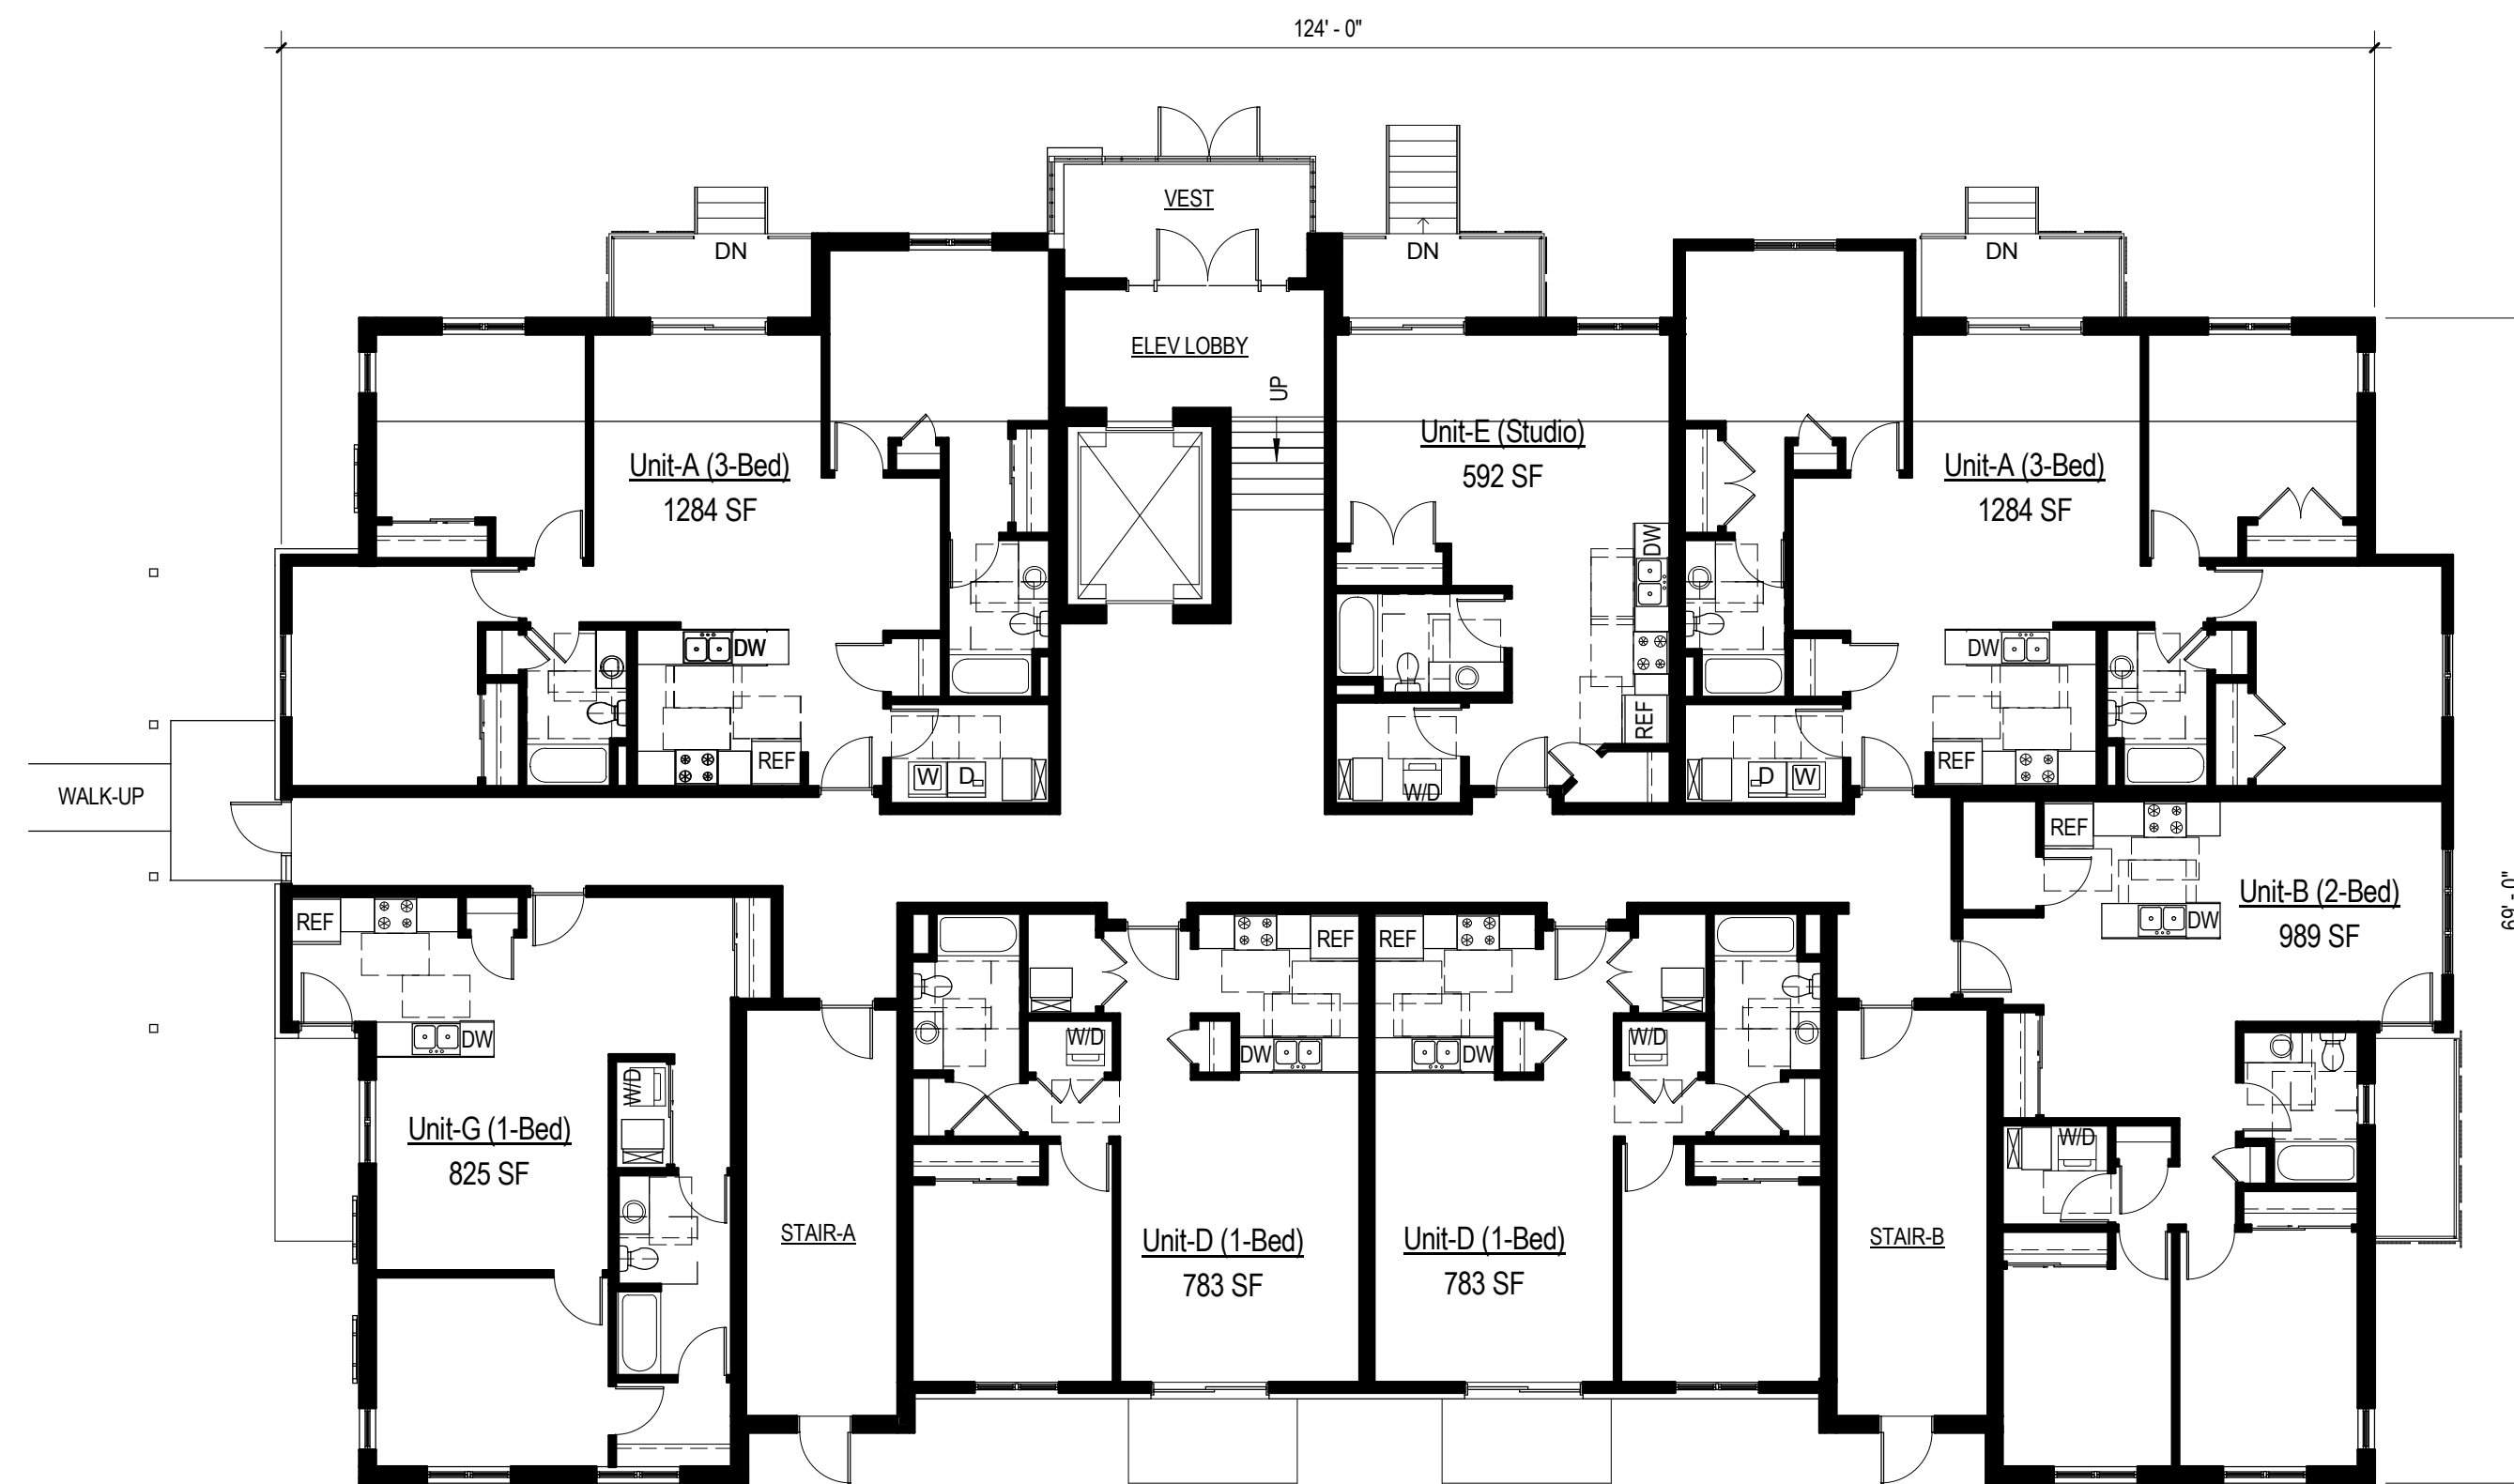 124' - 0"
VEST
DN
DN
DN
ELEV LOBBY
UP
Unit-A (3-Bed)
1284 SF
Unit-E (Studio)
592 SF
Unit-A (3-Bed)
1284 SF
DW
DW
DW
REF
REF
REF
W
D
W/D
D
W
WALK-UP
REF
DW
Unit-B (2-Bed)
989 SF
69' - 0"
REF
DW
REF
REF
W/D
DW
DW
W/D
W/D
Unit-G (1-Bed)
825 SF
W/D
STAIR-A
Unit-D (1-Bed)
783 SF
Unit-D (1-Bed)
783 SF
STAIR-B